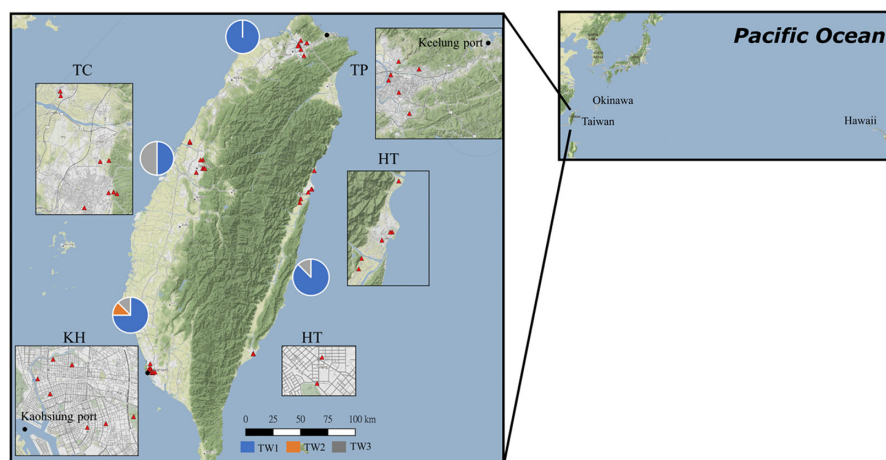 TC
TP
Keelung port
HT
KH
Kaohsiung port
HT
0 25 50 75 100 km
TW1 TW2 TW3
Pacific Ocean
Okinawa
Taiwan
Hawaii